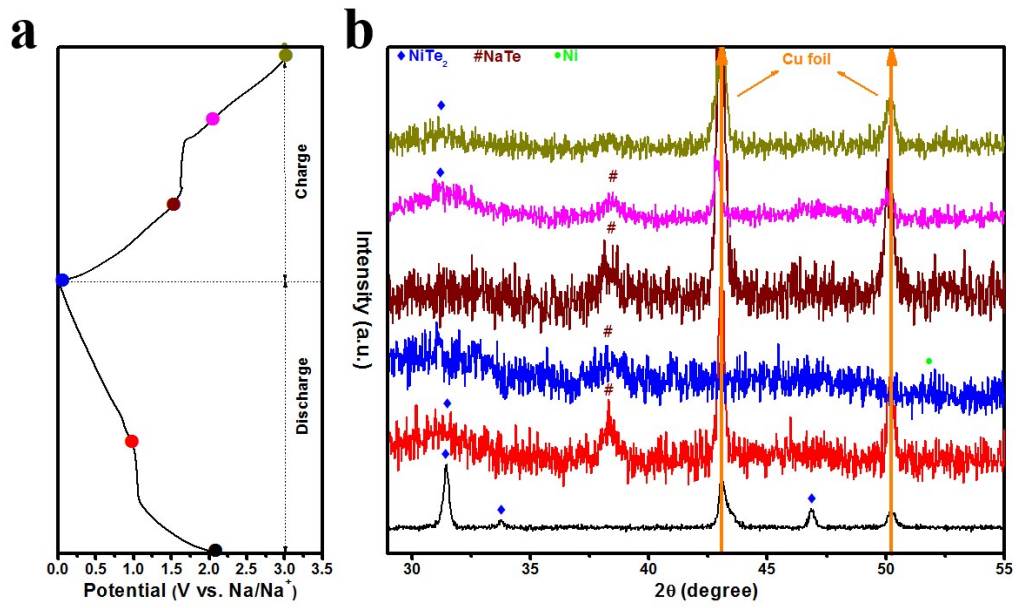 a
Charge
Discharge
0.0 0.5 1.0 1.5 2.0 2.5 3.0 3.5
Potential (V vs. Na/Na⁺)
b
♦NiTe₂ #NaTe •Ni
Cu foil
#
#
#
#
Intensity (a.u.)
30 35 40 45 50 55
2θ (degree)